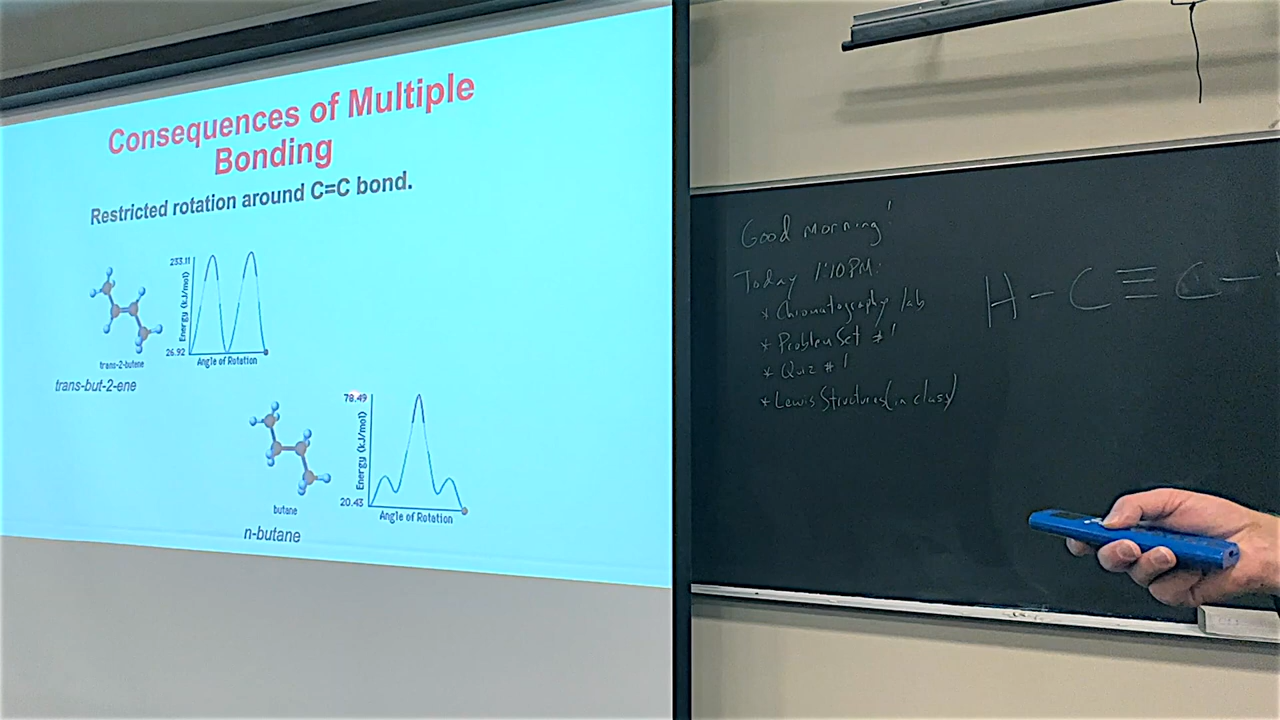 Consequences of Multiple
Bonding
Restricted rotation around C=C bond.
233.11
Energy (kJ/mol)
26.92
Angle of Rotation
trans-2-butene
trans-but-2-ene
78.49
Energy (kJ/mol)
20.43
Angle of Rotation
butane
n-butane
Good Morning!
Today 1:10PM:
* Chromatography lab
* Problem Set #1
* Quiz #1
* Lewis Structures (in class)
H-C≡C-